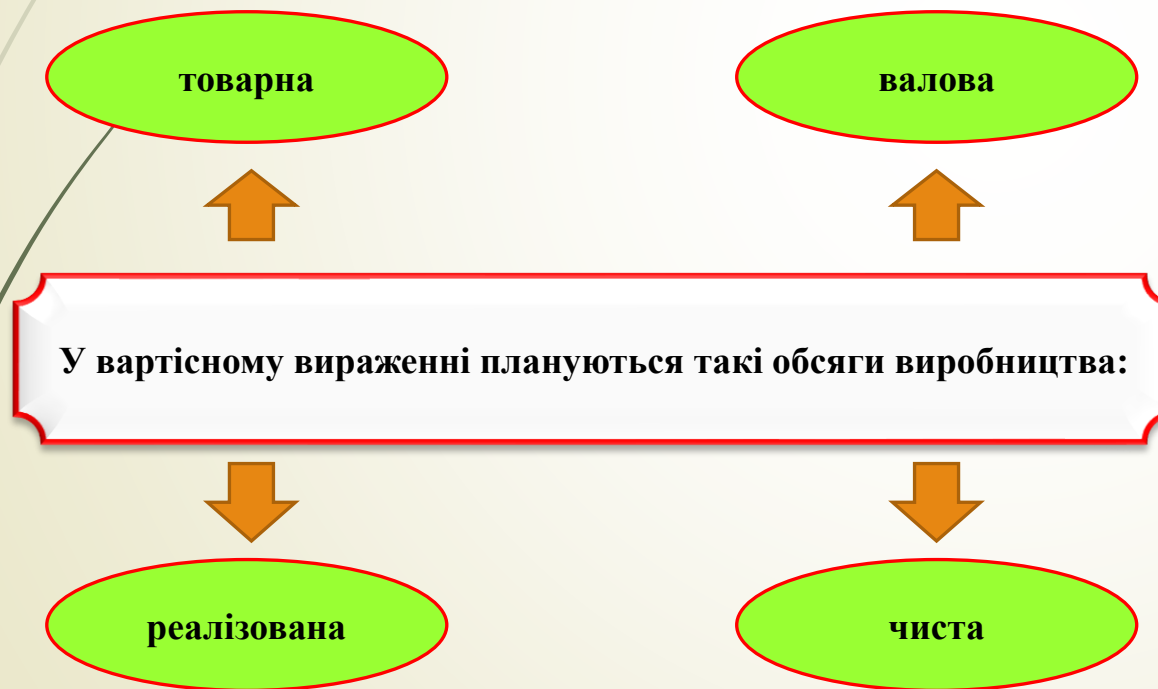 товарна
валова
У вартісному вираженні плануються такі обсяги виробництва:
реалізована
чиста